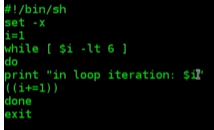 #!/bin/sh
set -x
i=1
while [ $i -lt 6 ]
do
print "in loop iteration: $i"
((i+=1))
done
exit